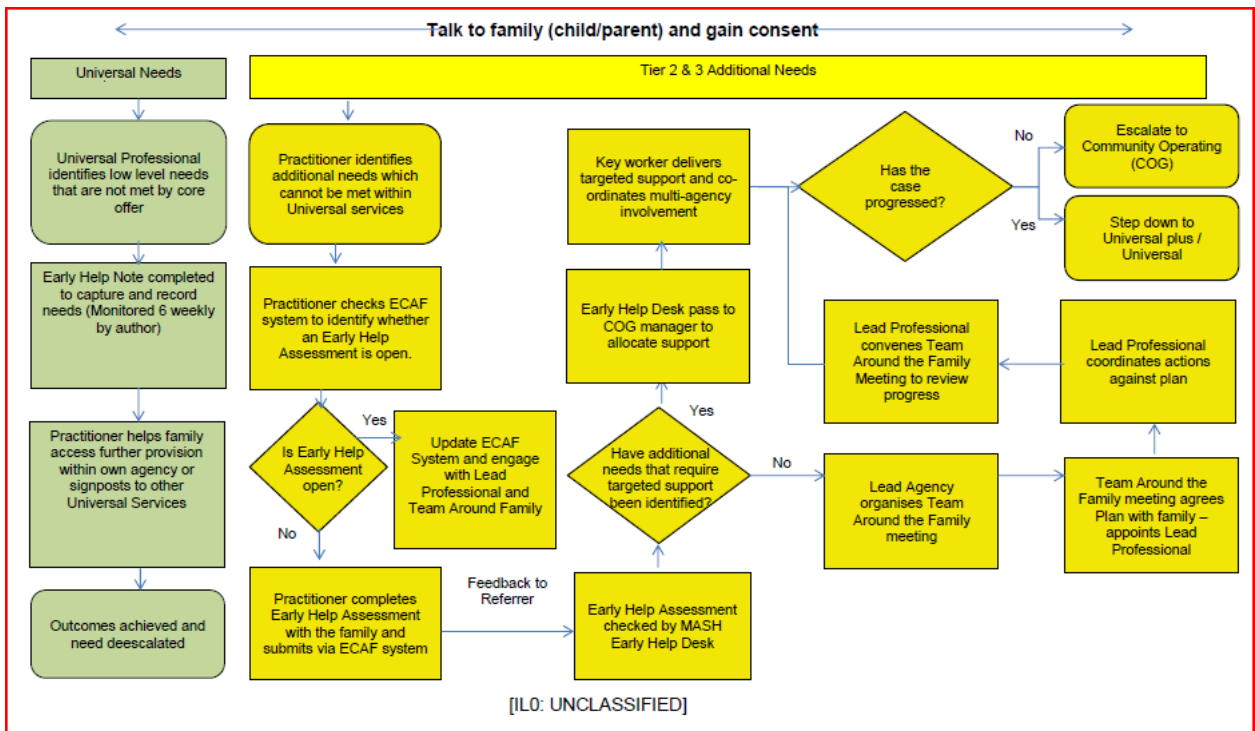 Talk to family (child/parent) and gain consent
Universal Needs
Tier 2 & 3 Additional Needs
Universal Professional
identifies low level needs
that are not met by core
offer
Early Help Note completed
to capture and record
needs (Monitored 6 weekly
by author)
Practitioner helps family
access further provision
within own agency or
signposts to other
Universal Services
Outcomes achieved and
need deescalated
Practitioner identifies
additional needs which
cannot be met within
Universal services
Practitioner checks ECAF
system to identify whether
an Early Help
Assessment is open.
Is Early Help
Assessment
open?
Yes
Update ECAF
System and engage
with Lead
Professional and
Team Around Family
No
Practitioner completes
Early Help Assessment
with the family and
submits via ECAF system
Feedback to
Referrer
Early Help Assessment
checked by MASH
Early Help Desk
Have additional
needs that require
targeted support
been identified?
Yes
Early Help Desk pass to
COG manager to
allocate support
Key worker delivers
targeted support and co-
ordinates multi-agency
involvement
No
Lead Agency
organises Team
Around the Family
meeting
Team Around the
Family meeting agrees
Plan with family –
appoints Lead
Professional
Lead Professional
coordinates actions
against plan
Lead Professional
convenes Team
Around the Family
Meeting to review
progress
Has the
case
progressed?
No
Escalate to
Community Operating
(COG)
Yes
Step down to
Universal plus /
Universal
[IL0: UNCLASSIFIED]